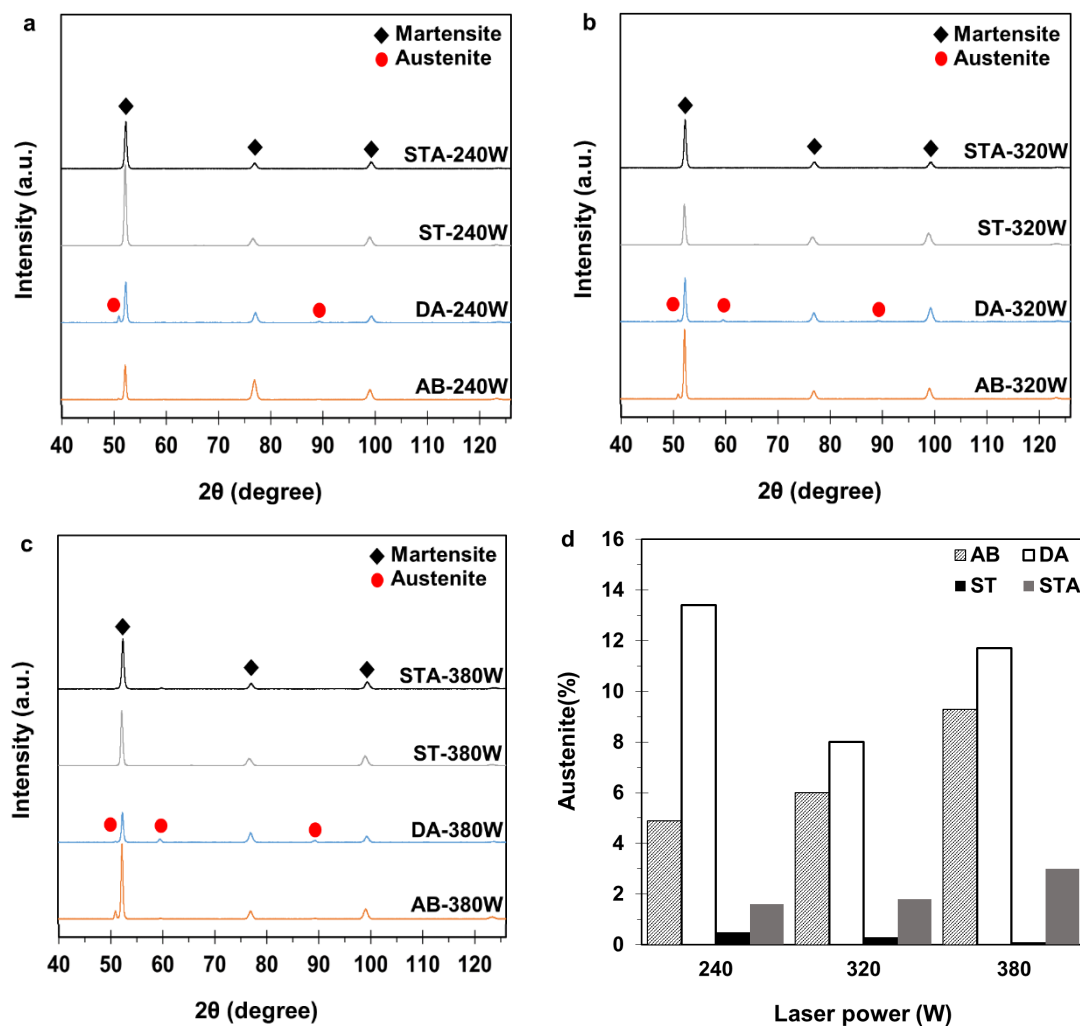 a
Martensite
Austenite
STA-240W
ST-240W
DA-240W
AB-240W
Intensity (a.u.)
40 50 60 70 80 90 100 110 120
2θ (degree)
b
Martensite
Austenite
STA-320W
ST-320W
DA-320W
AB-320W
Intensity (a.u.)
40 50 60 70 80 90 100 110 120
2θ (degree)
c
Martensite
Austenite
STA-380W
ST-380W
DA-380W
AB-380W
Intensity (a.u.)
40 50 60 70 80 90 100 110 120
2θ (degree)
d
AB DA
ST STA
16
14
12
10
8
6
4
2
0
Austenite(%)
240 320 380
Laser power (W)